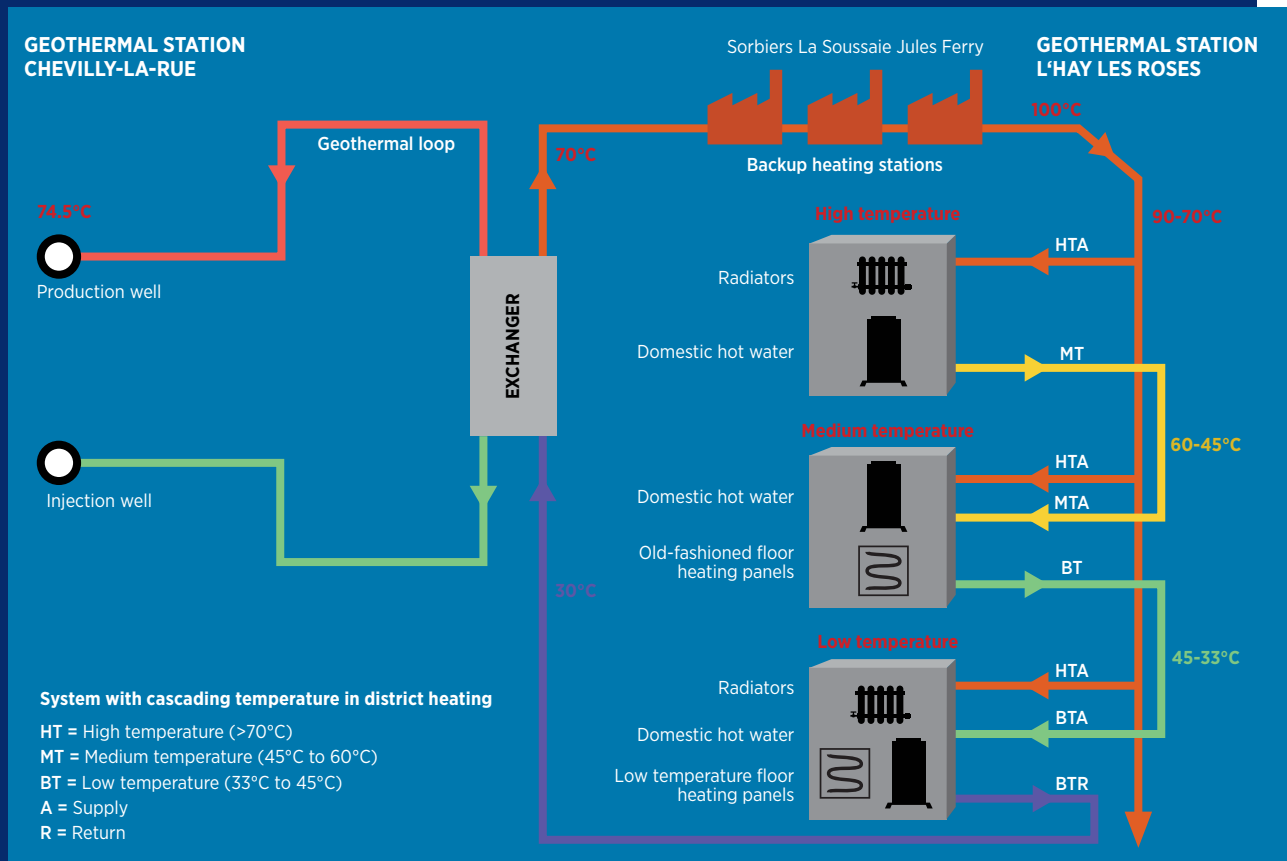 GEOTHERMAL STATION
CHEVILLY-LA-RUE
Sorbiers La Soussaie Jules Ferry
GEOTHERMAL STATION
L‘HAY LES ROSES
Geothermal loop
70°C
100°C
Backup heating stations
74.5°C
Production well
EXCHANGER
High temperature
90-70°C
HTA
Radiators
Domestic hot water
MT
Medium temperature
60-45°C
HTA
MTA
Domestic hot water
Old-fashioned floor
heating panels
BT
Injection well
30°C
Low temperature
45-33°C
HTA
Radiators
BTA
Domestic hot water
Low temperature floor
heating panels
BTR
System with cascading temperature in district heating
HT = High temperature (>70°C)
MT = Medium temperature (45°C to 60°C)
BT = Low temperature (33°C to 45°C)
A = Supply
R = Return